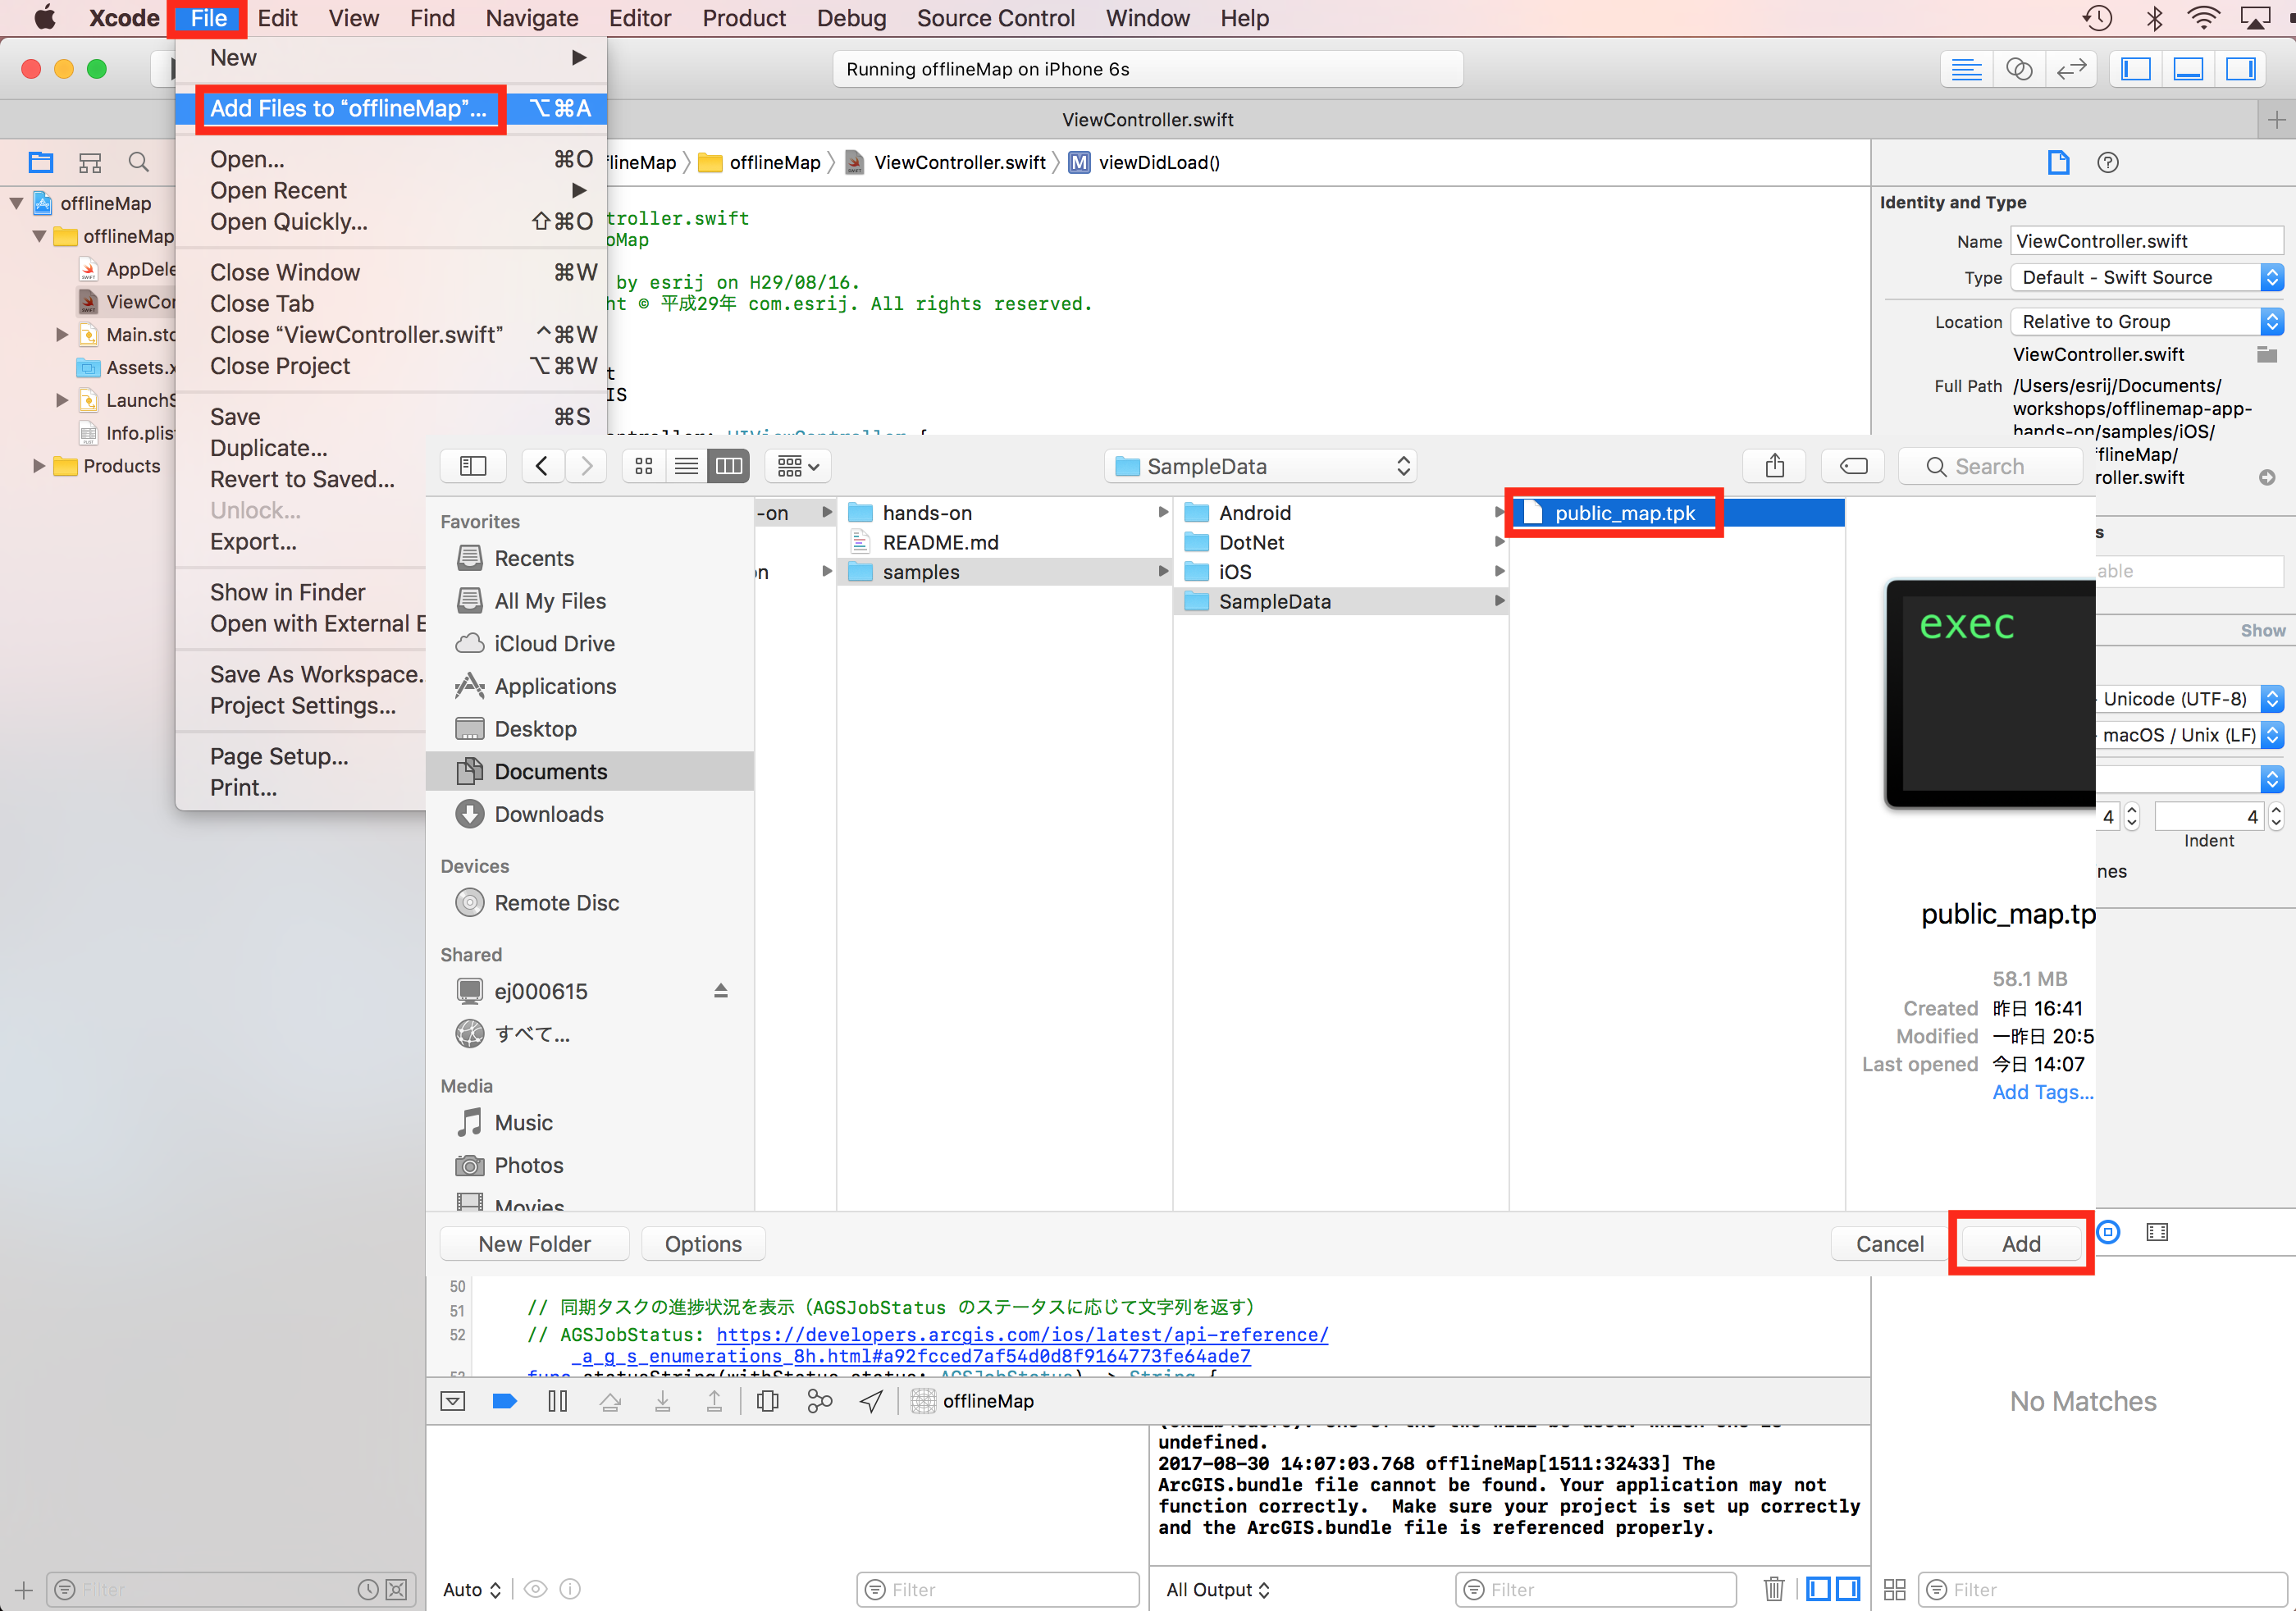 Xcode File Edit View Find Navigate Editor Product Debug Source Control Window Help
Running offlineMap on iPhone 6s
ViewController.swift
New
Add Files to “offlineMap”... ⌥⌘A
Open... ⌘O
Open Recent
Open Quickly... ⇧⌘O
Close Window ⌘W
Close Tab
Close “ViewController.swift” ^⌘W
Close Project ⌥⌘W
Save ⌘S
Duplicate...
Revert to Saved...
Unlock...
Export...
Show in Finder
Open with External E
Save As Workspace.
Project Settings...
Page Setup...
Print...
offlineMap
offlineMap
AppDele
ViewCor
Main.sto
Assets.x
LaunchS
Info.plis
Products
flineMap offlineMap ViewController.swift M viewDidLoad()
troller.swift
oMap
by esrij on H29/08/16.
ht © 平成29年 com.esrij. All rights reserved.
t
IS
Identity and Type
Name ViewController.swift
Type Default - Swift Source
Location Relative to Group
ViewController.swift
Full Path /Users/esrij/Documents/
workshops/offlinemap-app-
hands-on/samples/iOS/
fflineMap/
roller.swift
s
able
Show
Unicode (UTF-8)
macOS / Unix (LF)
4 4
Indent
nes
SampleData
Search
Favorites
Recents
All My Files
iCloud Drive
Applications
Desktop
Documents
Downloads
Devices
Remote Disc
Shared
ej000615
すべて...
Media
Music
Photos
Movies
-on
n
hands-on
README.md
samples
Android
DotNet
iOS
SampleData
public_map.tpk
exec
public_map.tp
58.1 MB
Created 昨日 16:41
Modified 一昨日 20:5
Last opened 今日 14:07
Add Tags...
New Folder Options Cancel Add
50
51 // 同期タスクの進捗状況を表示（AGSJobStatus のステータスに応じて文字列を返す）
52 // AGSJobStatus: https://developers.arcgis.com/ios/latest/api-reference/
_a_g_s_enumerations_8h.html#a92fcced7af54d0d8f9164773fe64ade7
offlineMap
undefined.
2017-08-30 14:07:03.768 offlineMap[1511:32433] The
ArcGIS.bundle file cannot be found. Your application may not
function correctly.  Make sure your project is set up correctly
and the ArcGIS.bundle file is referenced properly.
No Matches
Filter
Auto
Filter
All Output
Filter
Filter